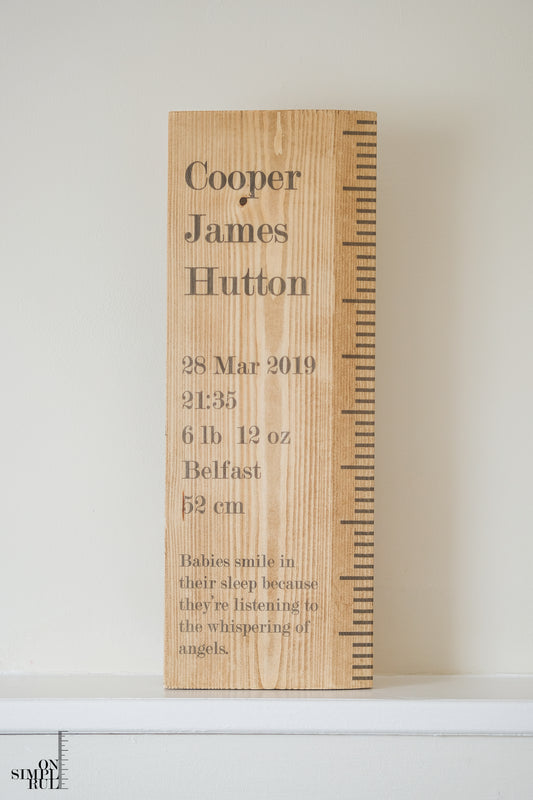 Cooper
James
Hutton
28 Mar 2019
21:35
6 lb 12 oz
Belfast
52 cm
Babies smile in
their sleep because
they're listening to
the whispering of
angels.
ON
SIMPL
RUL